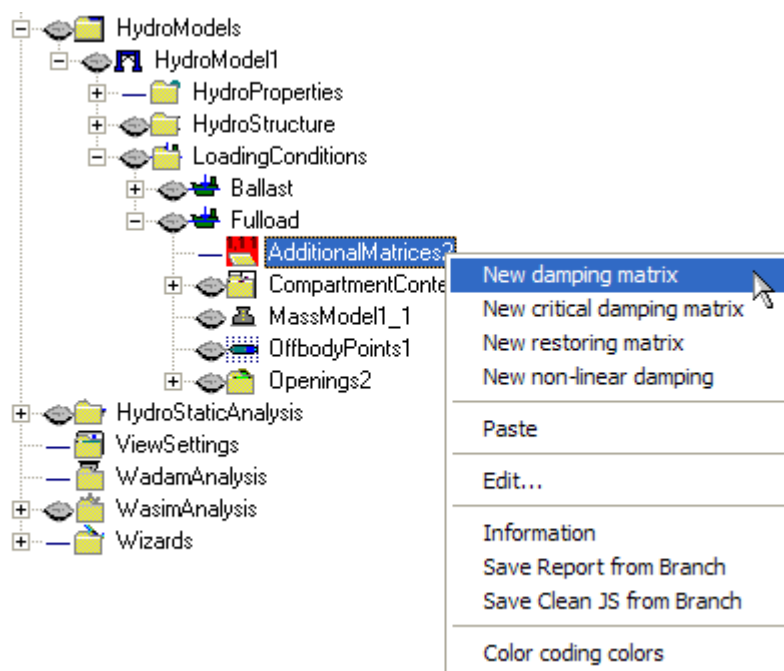 HydroModels
HydroModel1
HydroProperties
HydroStructure
LoadingConditions
Ballast
Fulload
AdditionalMatrices2
CompartmentConte
MassModel1_1
OffbodyPoints1
Openings2
HydroStaticAnalysis
ViewSettings
WadamAnalysis
WasimAnalysis
Wizards
New damping matrix
New critical damping matrix
New restoring matrix
New non-linear damping
Paste
Edit...
Information
Save Report from Branch
Save Clean JS from Branch
Color coding colors